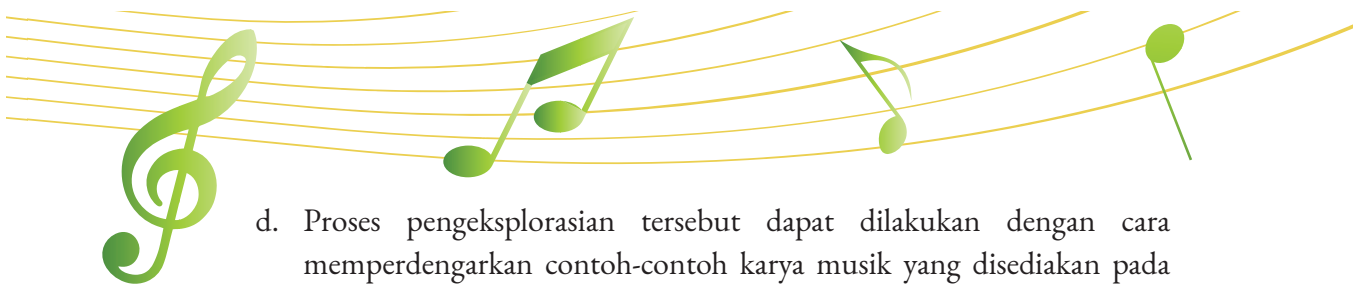 d. Proses pengeksplorasian tersebut dapat dilakukan dengan cara
memperdengarkan contoh-contoh karya musik yang disediakan pada